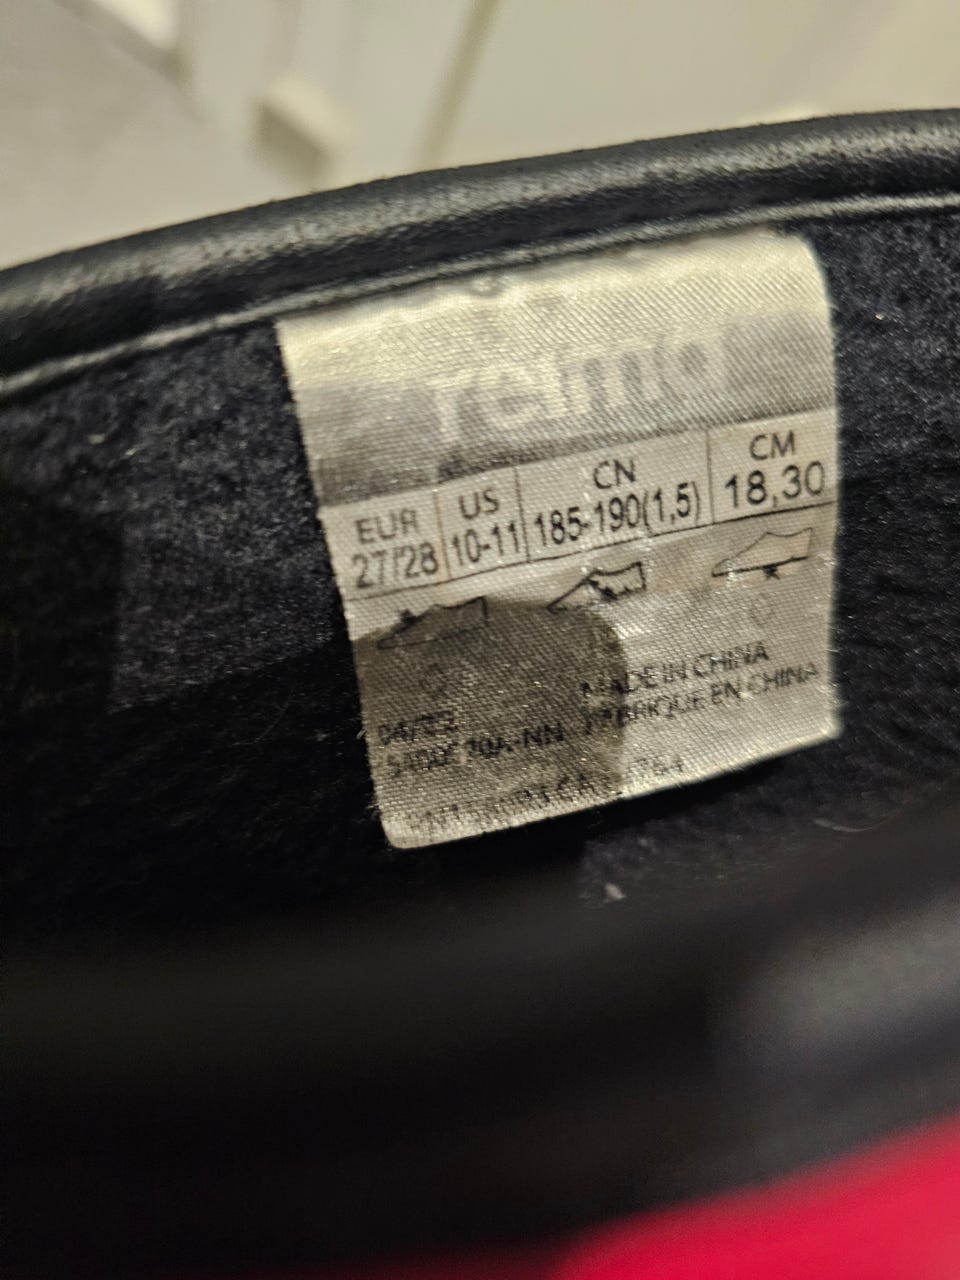 reima
EUR US CN CM
27/28 10-11 185-190(1,5) 18,30
MADE IN CHINA
FABRIQUE EN CHINA